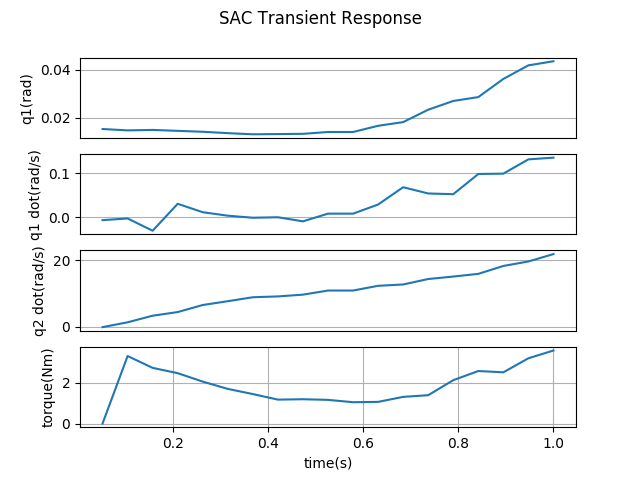 SAC Transient Response
q1(rad)
0.04
0.02
q1 dot(rad/s)
0.1
0.0
q2 dot(rad/s)
20
0
torque(Nm)
2
0
0.2 0.4 0.6 0.8 1.0
time(s)